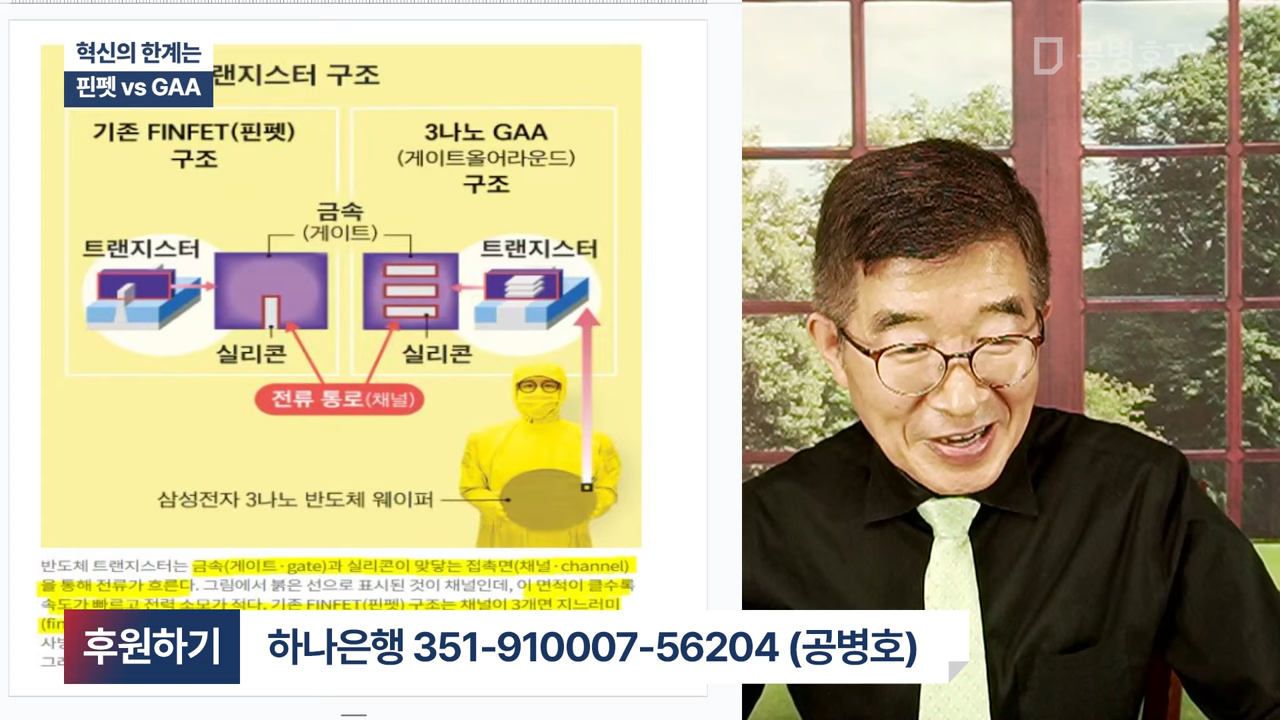 혁신의 한계는
핀펫 vs GAA
랜지스터 구조
공병호TV
기존 FINFET(핀펫)
구조
3나노 GAA
(게이트올어라운드)
구조
금속
(게이트)
트랜지스터
트랜지스터
실리콘
실리콘
전류 통로(채널)
삼성전자 3나노 반도체 웨이퍼
반도체 트랜지스터는 금속(게이트·gate)과 실리콘이 맞닿는 접촉면(채널·channel)
을 통해 전류가 흐른다. 그림에서 붉은 선으로 표시된 것이 채널인데, 이 면적이 클수록
속도가 빠르고 전력 소모가 적다. 기존 FINFET(핀펫) 구조는 채널이 3개면 지느러미
(fin
후원하기
하나은행 351-910007-56204 (공병호)